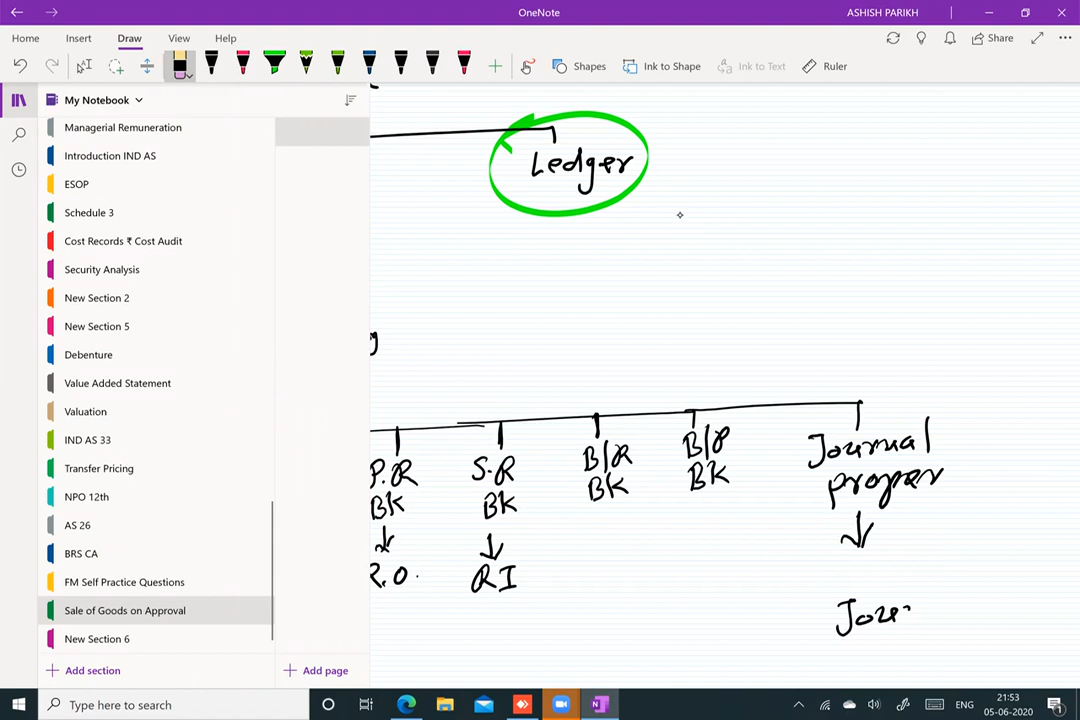 OneNote
ASHISH PARIKH
Home Insert Draw View Help
Share
Shapes Ink to Shape Ink to Text Ruler
My Notebook
Managerial Remuneration
Introduction IND AS
ESOP
Schedule 3
Cost Records ₹ Cost Audit
Security Analysis
New Section 2
New Section 5
Debenture
Value Added Statement
Valuation
IND AS 33
Transfer Pricing
NPO 12th
AS 26
BRS CA
FM Self Practice Questions
Sale of Goods on Approval
New Section 6
Add section
Add page
Ledger
P.R
BK
R.O.
S.R
BK
RI
B/R
BK
B/P
BK
Journal
proper
Type here to search
ENG
21:53
05-06-2020
1